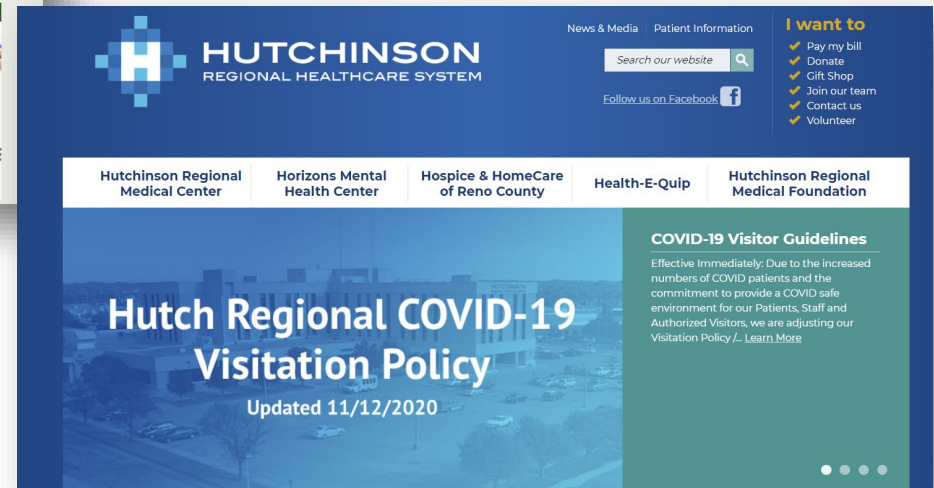 HUTCHINSON
REGIONAL HEALTHCARE SYSTEM
News & Media Patient Information
Search our website
Follow us on Facebook f
I want to
Pay my bill
Donate
Gift Shop
Join our team
Contact us
Volunteer
Hutchinson Regional
Medical Center
Horizons Mental
Health Center
Hospice & HomeCare
of Reno County
Health-E-Quip
Hutchinson Regional
Medical Foundation
Hutch Regional COVID-19
Visitation Policy
Updated 11/12/2020
COVID-19 Visitor Guidelines
Effective Immediately: Due to the increased
numbers of COVID patients and the
commitment to provide a COVID safe
environment for our Patients, Staff and
Authorized Visitors, we are adjusting our
Visitation Policy /... Learn More